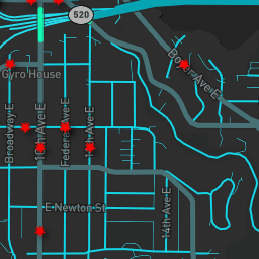 520
Boyer Ave E
Gyro House
Broadway E
10th Ave E
Federal Ave E
11th Ave E
E Newton St
14th Ave E